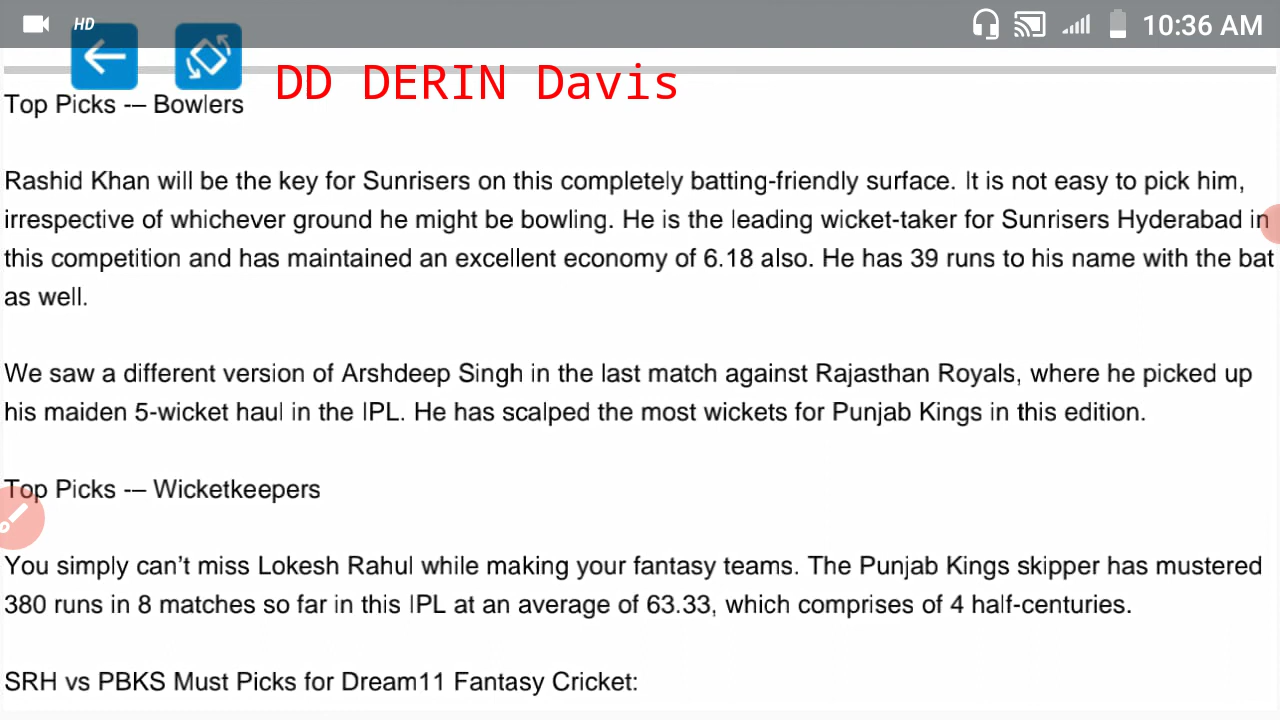 HD
10:36 AM
DD DERIN Davis
Top Picks -– Bowlers
Rashid Khan will be the key for Sunrisers on this completely batting-friendly surface. It is not easy to pick him,
irrespective of whichever ground he might be bowling. He is the leading wicket-taker for Sunrisers Hyderabad in
this competition and has maintained an excellent economy of 6.18 also. He has 39 runs to his name with the bat
as well.
We saw a different version of Arshdeep Singh in the last match against Rajasthan Royals, where he picked up
his maiden 5-wicket haul in the IPL. He has scalped the most wickets for Punjab Kings in this edition.
Top Picks -– Wicketkeepers
You simply can’t miss Lokesh Rahul while making your fantasy teams. The Punjab Kings skipper has mustered
380 runs in 8 matches so far in this IPL at an average of 63.33, which comprises of 4 half-centuries.
SRH vs PBKS Must Picks for Dream11 Fantasy Cricket: